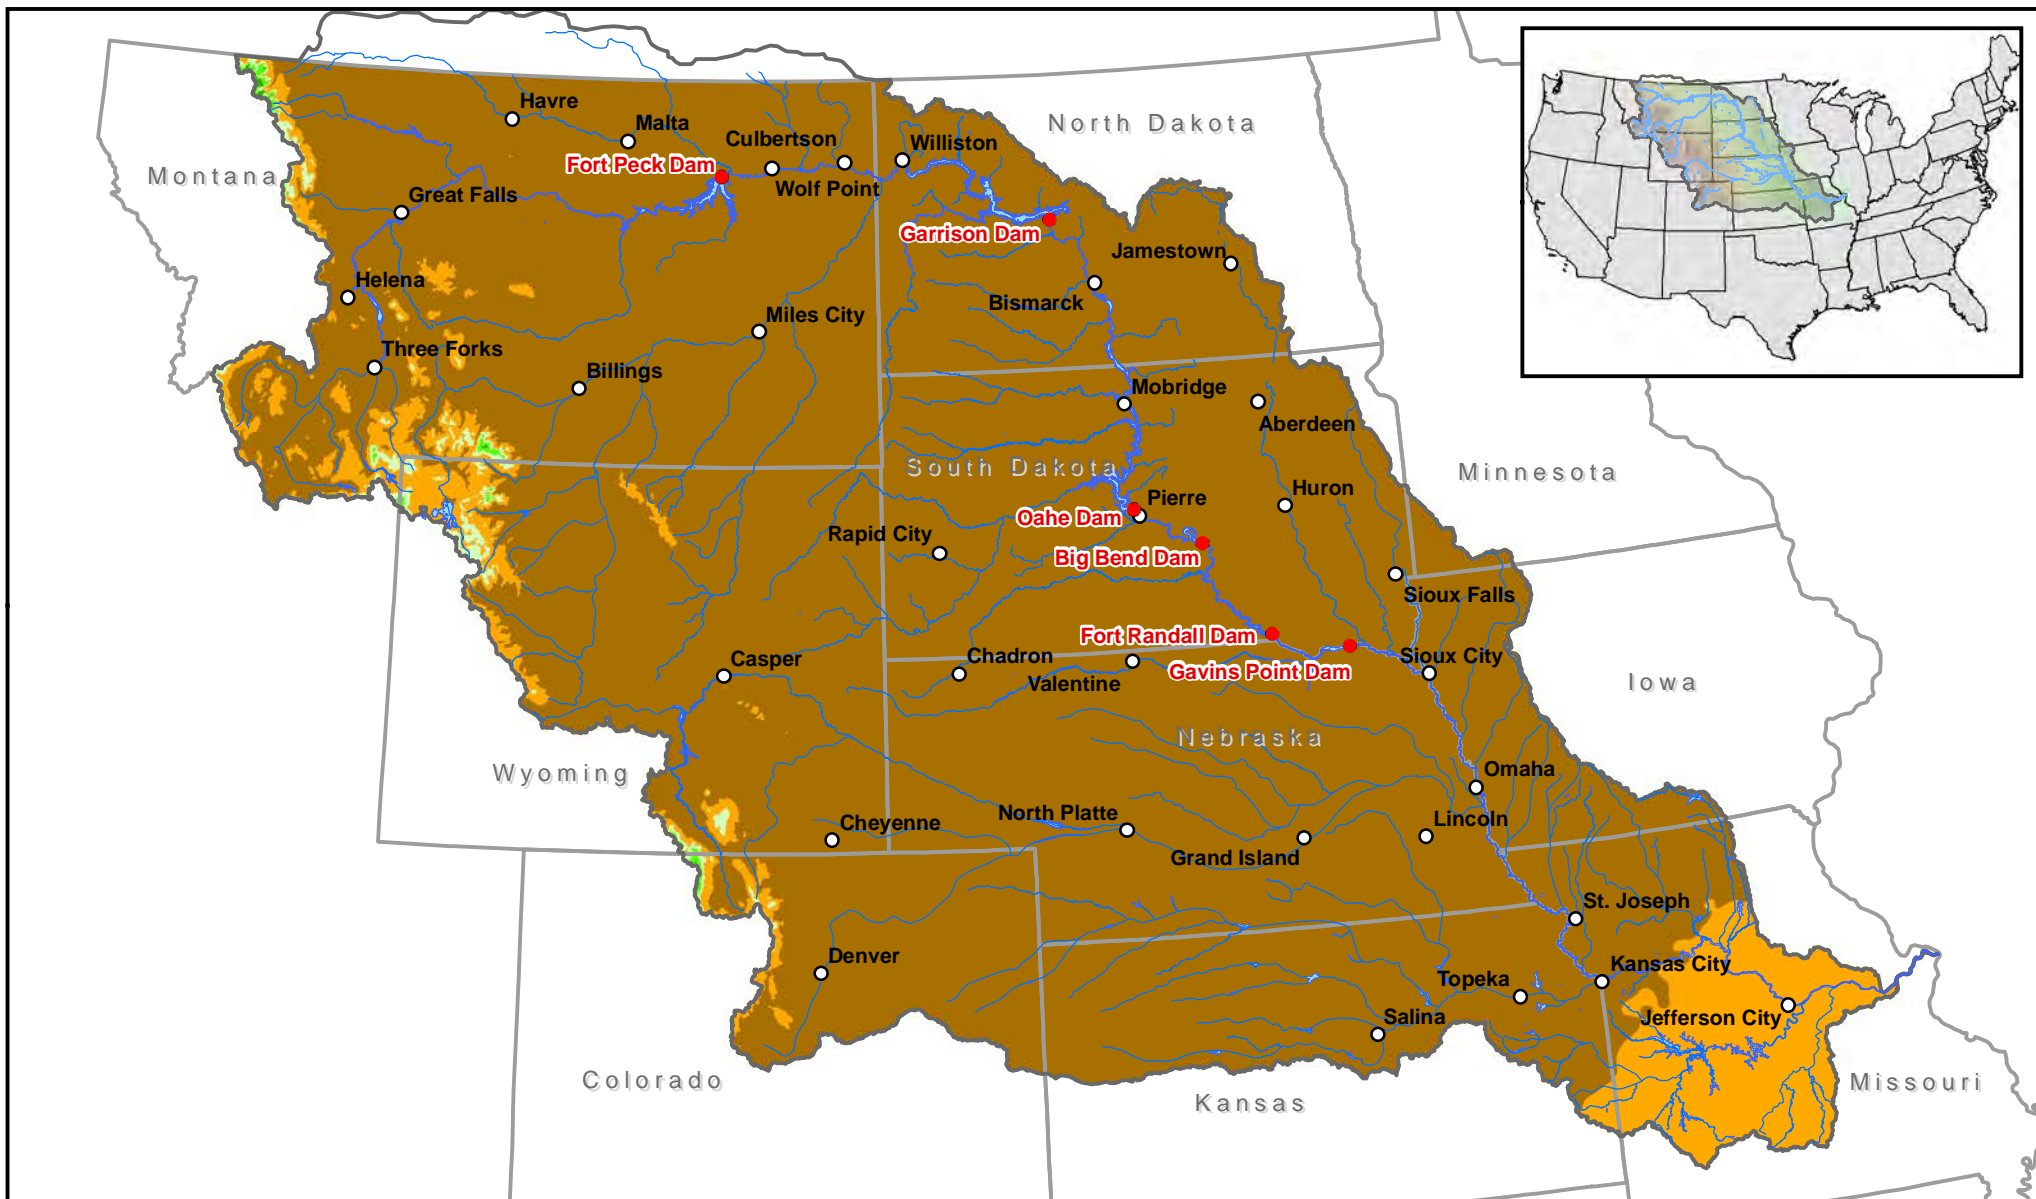 Havre
Malta
North Dakota
Culbertson
Williston
Fort Peck Dam
Montana
Wolf Point
Great Falls
Garrison Dam
Jamestown
Helena
Bismarck
Miles City
Three Forks
Billings
Mobridge
Aberdeen
South Dakota
Minnesota
Huron
Pierre
Oahe Dam
Rapid City
Big Bend Dam
Sioux Falls
Fort Randall Dam
Casper
Chadron
Sioux City
Gavins Point Dam
Valentine
Iowa
Nebraska
Wyoming
Omaha
North Platte
Cheyenne
Lincoln
Grand Island
St. Joseph
Denver
Kansas City
Topeka
Salina
Jefferson City
Colorado
Missouri
Kansas